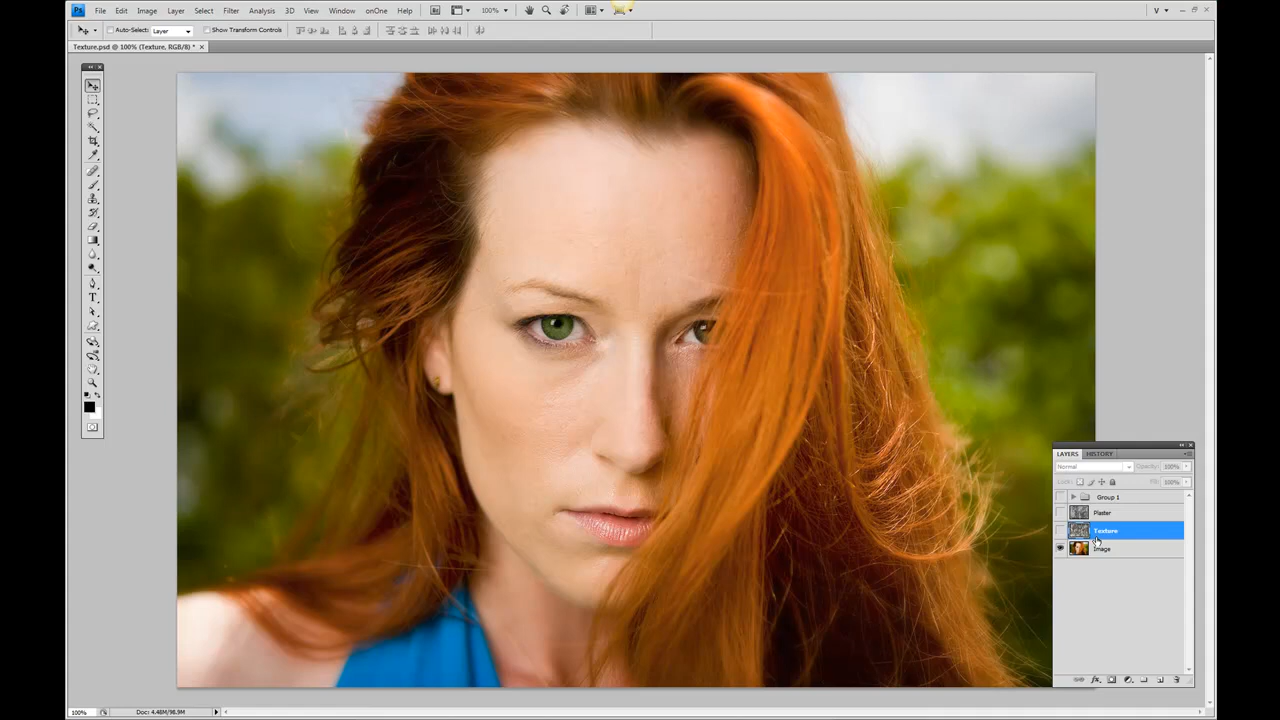 Ps File Edit Image Layer Select Filter Analysis 3D View Window onOne Help 100% V
Auto-Select: Layer Show Transform Controls
Texture.psd @ 100% (Texture, RGB/8) *
LAYERS HISTORY
Normal Opacity: 100%
Lock: Fill: 100%
Group 1
Plaster
Texture
Image
100% Doc: 4.46M/98.9M